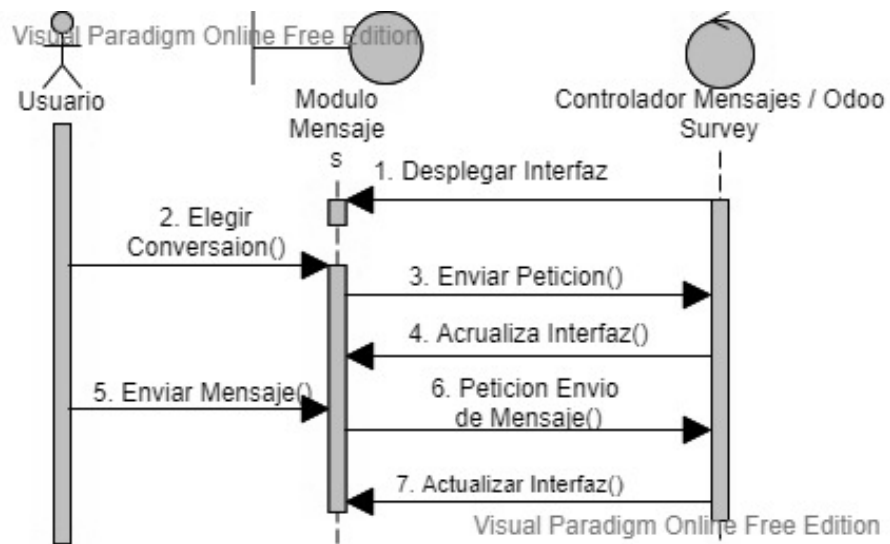 Visual Paradigm Online Free Edition
Usuario
Modulo
Mensaje
s
Controlador Mensajes / Odoo
Survey
1. Desplegar Interfaz
2. Elegir
Conversaion()
3. Enviar Peticion()
4. Acrualiza Interfaz()
5. Enviar Mensaje()
6. Peticion Envio
de Mensaje()
7. Actualizar Interfaz()
Visual Paradigm Online Free Edition